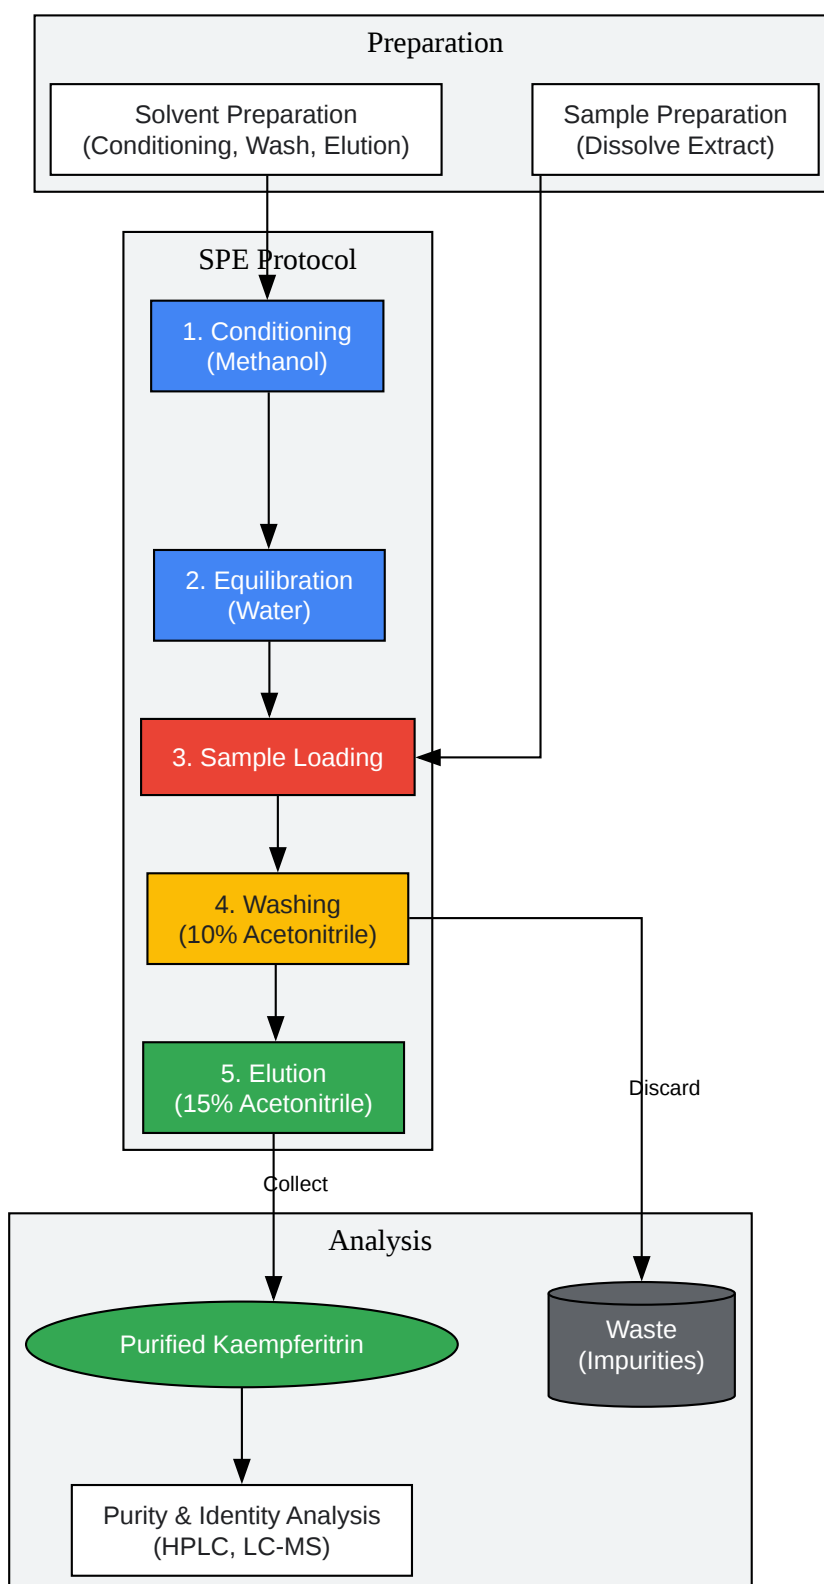 Preparation
Solvent Preparation
(Conditioning, Wash, Elution)
Sample Preparation
(Dissolve Extract)
SPE Protocol
1. Conditioning
(Methanol)
2. Equilibration
(Water)
3. Sample Loading
4. Washing
(10% Acetonitrile)
5. Elution
(15% Acetonitrile)
Discard
Collect
Analysis
Purified Kaempferitrin
Waste
(Impurities)
Purity & Identity Analysis
(HPLC, LC-MS)